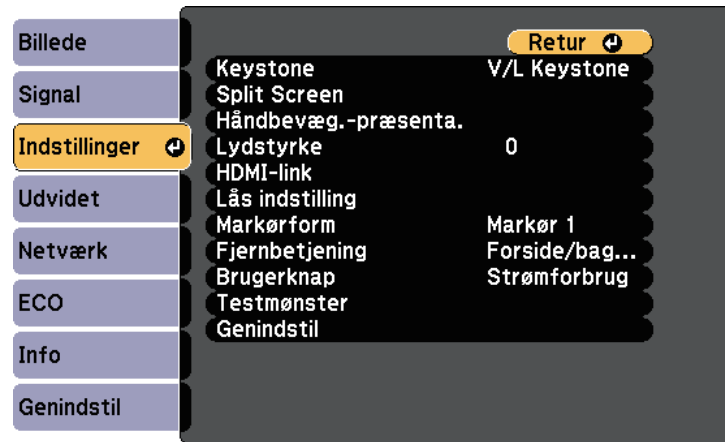 Billede
Signal
Indstillinger
Udvidet
Netværk
ECO
Info
Genindstil
Retur
Keystone V/L Keystone
Split Screen
Håndbevæg.-præsenta.
Lydstyrke 0
HDMI-link
Lås indstilling
Markørform Markør 1
Fjernbetjening Forside/bag...
Brugerknap Strømforbrug
Testmønster
Genindstil